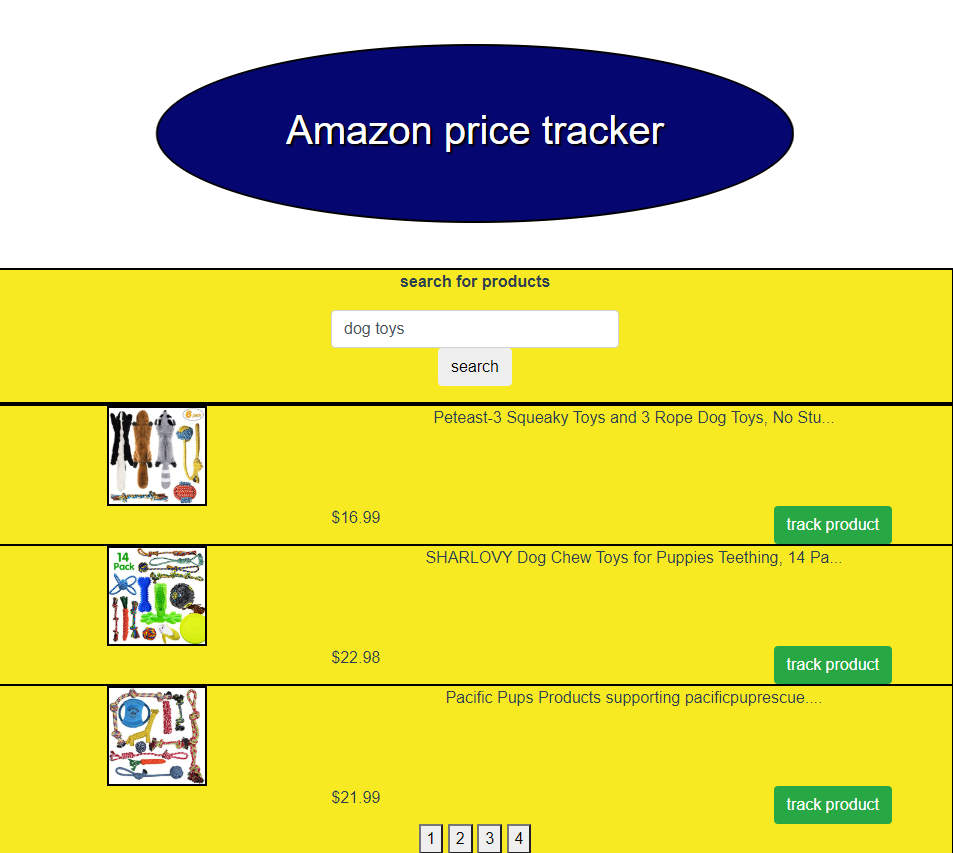 Amazon price tracker
search for products
dog toys
search
Peteast-3 Squeaky Toys and 3 Rope Dog Toys, No Stu...
$16.99
track product
14
Pack
SHARLOVY Dog Chew Toys for Puppies Teething, 14 Pa...
$22.98
track product
Pacific Pups Products supporting pacificpuprescue....
$21.99
track product
1 2 3 4